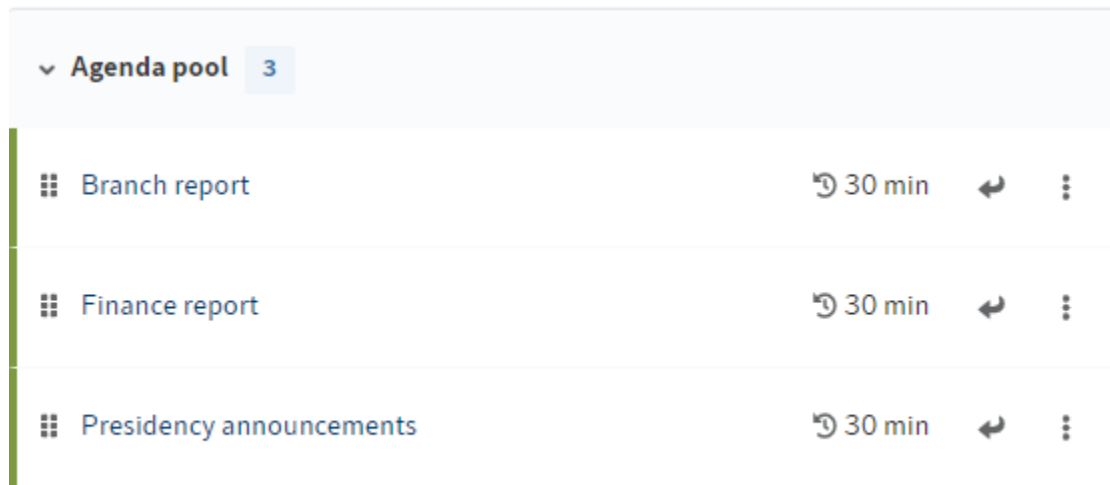 Agenda pool 3
Branch report 30 min
Finance report 30 min
Presidency announcements 30 min